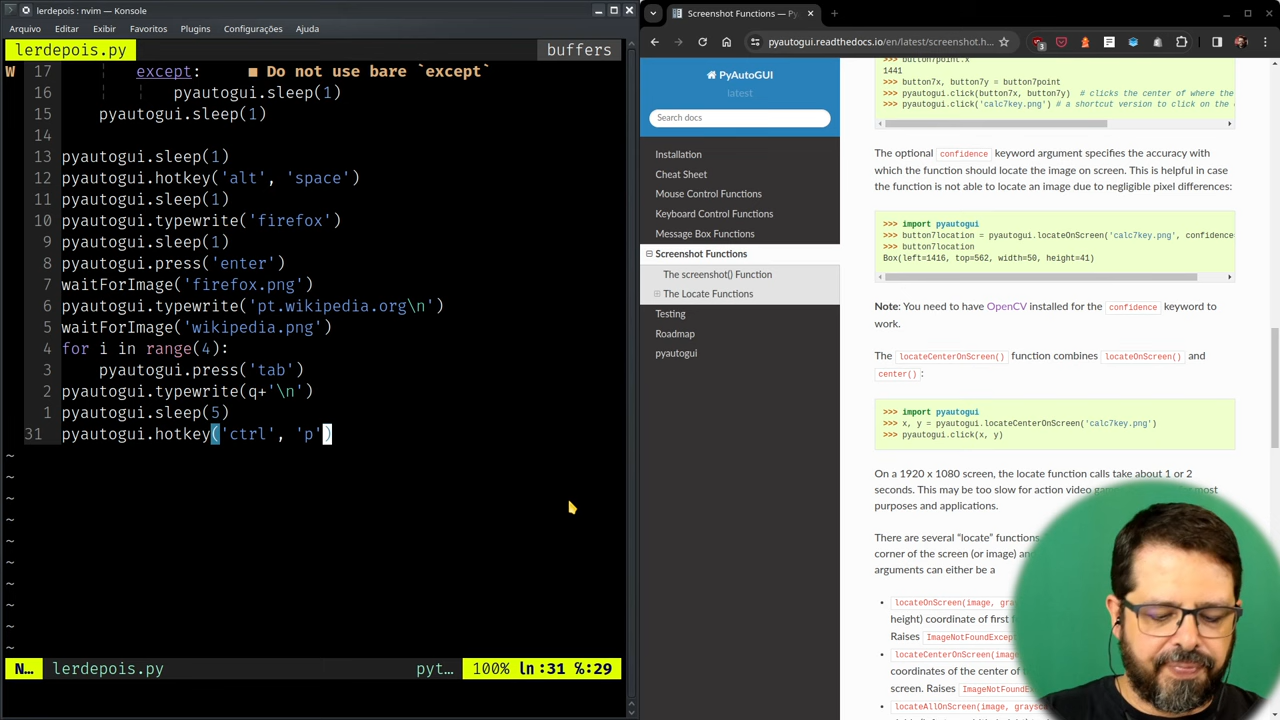 lerdepois : nvim — Konsole
Arquivo Editar Exibir Favoritos Plugins Configurações Ajuda
lerdepois.py
buffers
W 17 except: ■ Do not use bare `except`
16 pyautogui.sleep(1)
15 pyautogui.sleep(1)
14
13 pyautogui.sleep(1)
12 pyautogui.hotkey('alt', 'space')
11 pyautogui.sleep(1)
10 pyautogui.typewrite('firefox')
9 pyautogui.sleep(1)
8 pyautogui.press('enter')
7 waitForImage('firefox.png')
6 pyautogui.typewrite('pt.wikipedia.org\n')
5 waitForImage('wikipedia.png')
4 for i in range(4):
3 pyautogui.press('tab')
2 pyautogui.typewrite(q+'\n')
1 pyautogui.sleep(5)
31 pyautogui.hotkey('ctrl', 'p')
~
~
~
~
~
~
~
~
~
~
N… lerdepois.py pyt… 100% ln:31 %:29
Screenshot Functions — Py
pyautogui.readthedocs.io/en/latest/screenshot.h…
3
PyAutoGUI
latest
Search docs
Installation
Cheat Sheet
Mouse Control Functions
Keyboard Control Functions
Message Box Functions
Screenshot Functions
The screenshot() Function
The Locate Functions
Testing
Roadmap
pyautogui
>>> button7point.x
1441
>>> button7x, button7y = button7point
>>> pyautogui.click(button7x, button7y) # clicks the center of where the
>>> pyautogui.click('calc7key.png') # a shortcut version to click on the
The optional confidence keyword argument specifies the accuracy with
which the function should locate the image on screen. This is helpful in case
the function is not able to locate an image due to negligible pixel differences:
>>> import pyautogui
>>> button7location = pyautogui.locateOnScreen('calc7key.png', confidence
>>> button7location
Box(left=1416, top=562, width=50, height=41)
Note: You need to have OpenCV installed for the confidence keyword to
work.
The locateCenterOnScreen() function combines locateOnScreen() and
center() :
>>> import pyautogui
>>> x, y = pyautogui.locateCenterOnScreen('calc7key.png')
>>> pyautogui.click(x, y)
On a 1920 x 1080 screen, the locate function calls take about 1 or 2
seconds. This may be too slow for action video most
purposes and applications.
There are several “locate” functions
corner of the screen (or image) an
arguments can either be a
locateOnScreen(image, gra
height) coordinate of first
Raises ImageNotFoundExcep
locateCenterOnScreen(imag
coordinates of the center of
screen. Raises ImageNotFound
locateAllOnScreen(image, graysc